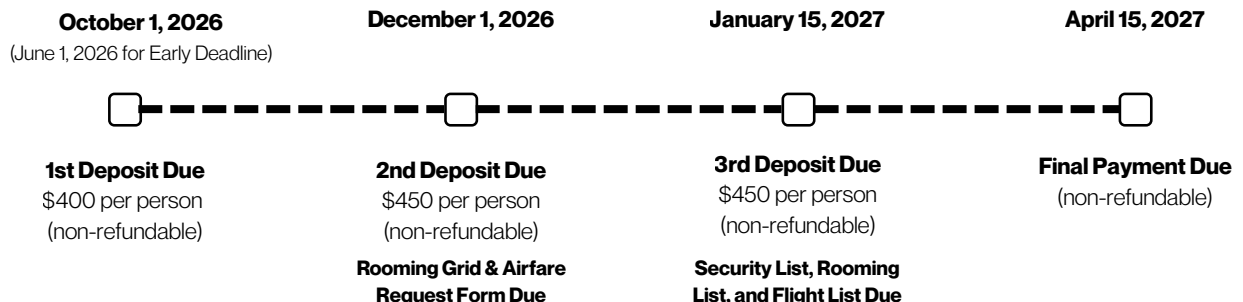 October 1, 2026
(June 1, 2026 for Early Deadline)
December 1, 2026
January 15, 2027
April 15, 2027
1st Deposit Due
$400 per person
(non-refundable)
2nd Deposit Due
$450 per person
(non-refundable)
Rooming Grid & Airfare
Request Form Due
3rd Deposit Due
$450 per person
(non-refundable)
Security List, Rooming
List, and Flight List Due
Final Payment Due
(non-refundable)